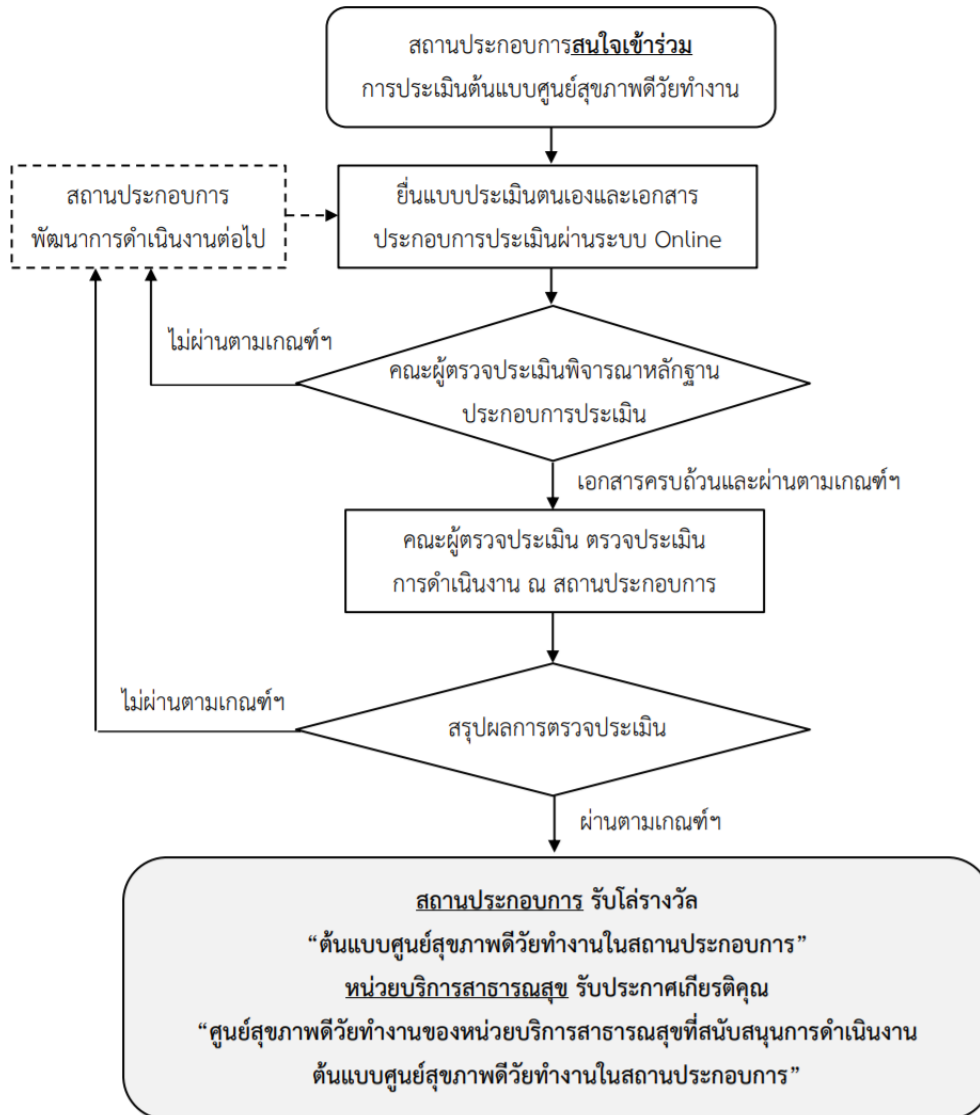 สถานประกอบการสนใจเข้าร่วม
การประเมินต้นแบบศูนย์สุขภาพดีวัยทำงาน
สถานประกอบการ
พัฒนาการดำเนินงานต่อไป
ยื่นแบบประเมินตนเองและเอกสาร
ประกอบการประเมินผ่านระบบ Online
ไม่ผ่านตามเกณฑ์ฯ
คณะผู้ตรวจประเมินพิจารณาหลักฐาน
ประกอบการประเมิน
เอกสารครบถ้วนและผ่านตามเกณฑ์ฯ
คณะผู้ตรวจประเมิน ตรวจประเมิน
การดำเนินงาน ณ สถานประกอบการ
ไม่ผ่านตามเกณฑ์ฯ
สรุปผลการตรวจประเมิน
ผ่านตามเกณฑ์ฯ
สถานประกอบการ รับโล่รางวัล
“ต้นแบบศูนย์สุขภาพดีวัยทำงานในสถานประกอบการ”
หน่วยบริการสาธารณสุข รับประกาศเกียรติคุณ
“ศูนย์สุขภาพดีวัยทำงานของหน่วยบริการสาธารณสุขที่สนับสนุนการดำเนินงาน
ต้นแบบศูนย์สุขภาพดีวัยทำงานในสถานประกอบการ”